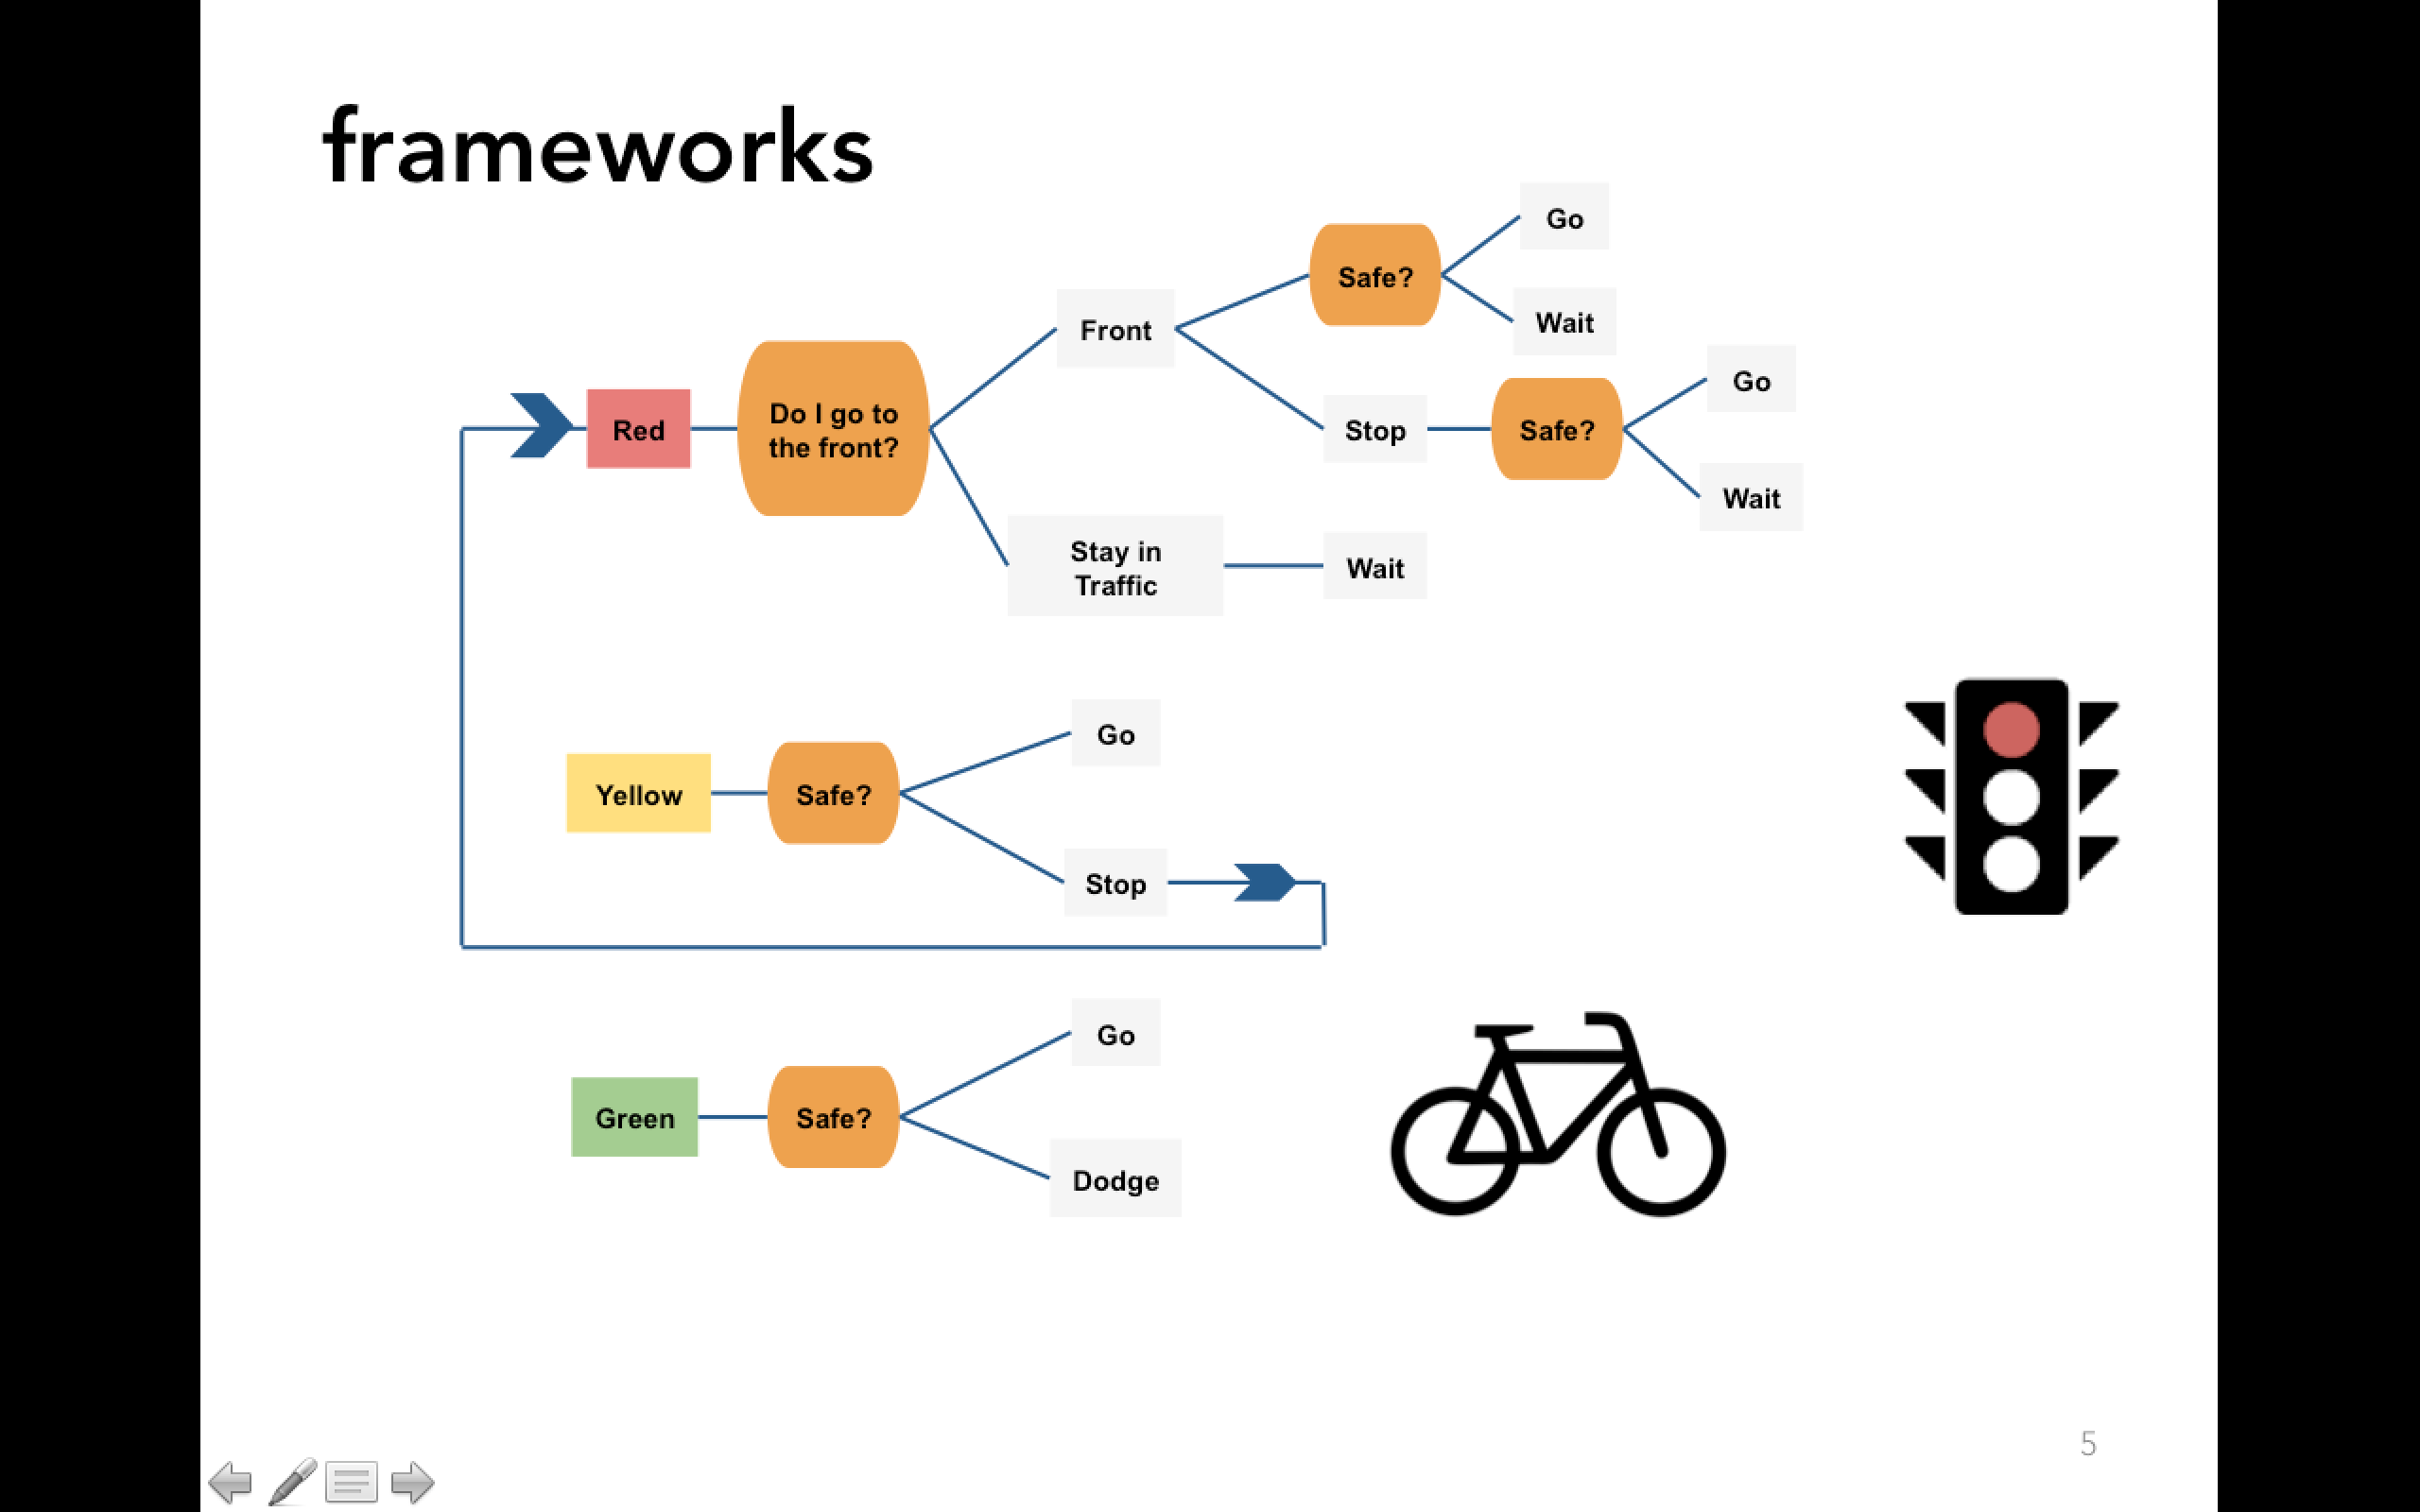 frameworks
Go
Safe?
Wait
Front
Go
Do I go to
the front?
Red
Stop
Safe?
Wait
Stay in
Traffic
Wait
Go
Yellow
Safe?
Stop
Go
Green
Safe?
Dodge
5